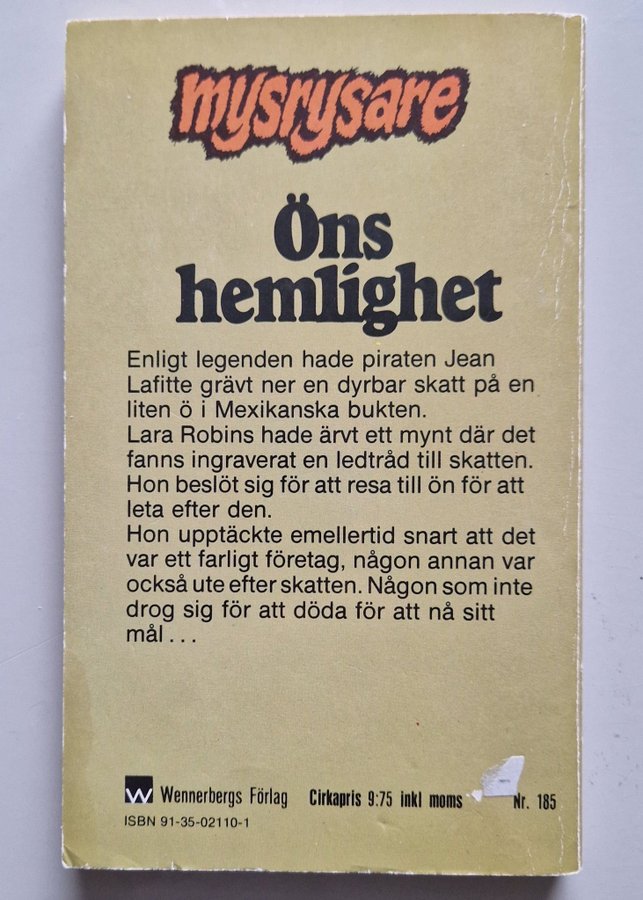 mysrysare
Öns
hemlighet
Enligt legenden hade piraten Jean
Lafitte grävt ner en dyrbar skatt på en
liten ö i Mexikanska bukten.
Lara Robins hade ärvt ett mynt där det
fanns ingraverat en ledtråd till skatten.
Hon beslöt sig för att resa till ön för att
leta efter den.
Hon upptäckte emellertid snart att det
var ett farligt företag, någon annan var
också ute efter skatten. Någon som inte
drog sig för att döda för att nå sitt
mål...
W Wennerbergs Förlag Cirkapris 9:75 inkl moms Nr. 185
ISBN 91-35-02110-1